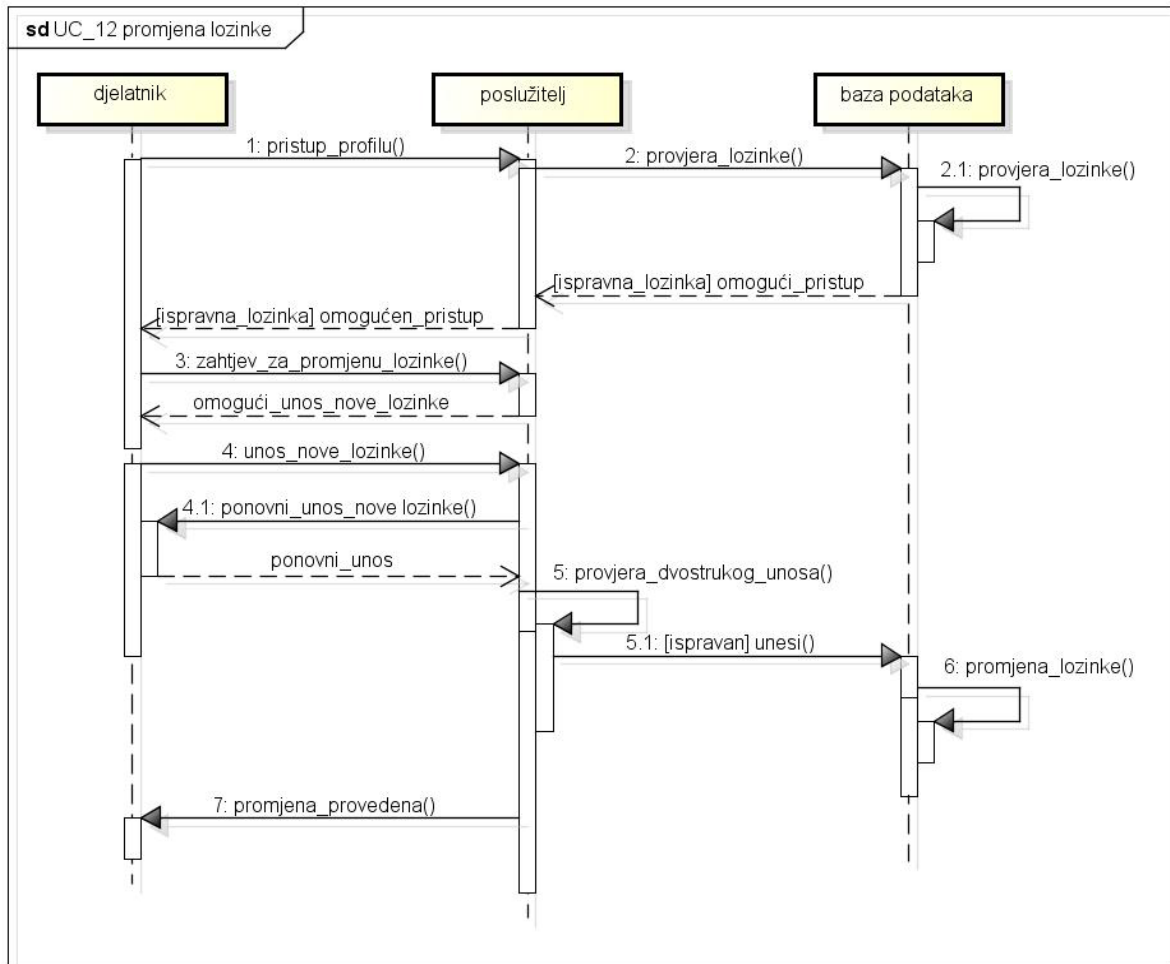 sd UC_12 promjena lozinke
djelatnik
poslužitelj
baza podataka
1: pristup_profilu()
2: provjera_lozinke()
2.1: provjera_lozinke()
[ispravna_lozinka] omogući_pristup
[ispravna_lozinka] omogućen_pristup
3: zahtjev_za_promjenu_lozinke()
omogući_unos_nove_lozinke
4: unos_nove_lozinke()
4.1: ponovni_unos_nove lozinke()
ponovni_unos
5: provjera_dvostrukog_unosa()
5.1: [ispravan] unesi()
6: promjena_lozinke()
7: promjena_provedena()